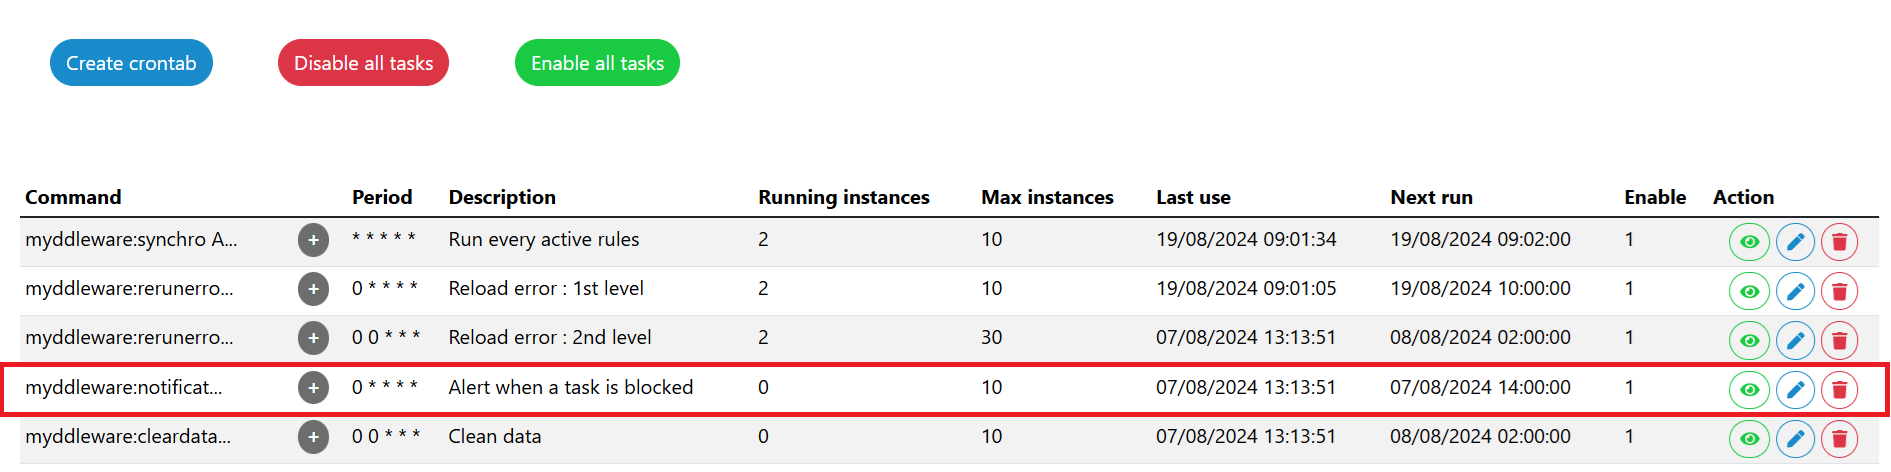 Create crontab Disable all tasks Enable all tasks
Command Period Description Running instances Max instances Last use Next run Enable Action
myddleware:synchro A... + * * * * * Run every active rules 2 10 19/08/2024 09:01:34 19/08/2024 09:02:00 1
myddleware:rerunerro... + 0 * * * * Reload error : 1st level 2 10 19/08/2024 09:01:05 19/08/2024 10:00:00 1
myddleware:rerunerro... + 0 0 * * * Reload error : 2nd level 2 30 07/08/2024 13:13:51 08/08/2024 02:00:00 1
myddleware:notificat... + 0 * * * * Alert when a task is blocked 0 10 07/08/2024 13:13:51 07/08/2024 14:00:00 1
myddleware:cleardata... + 0 0 * * * Clean data 0 10 07/08/2024 13:13:51 08/08/2024 02:00:00 1